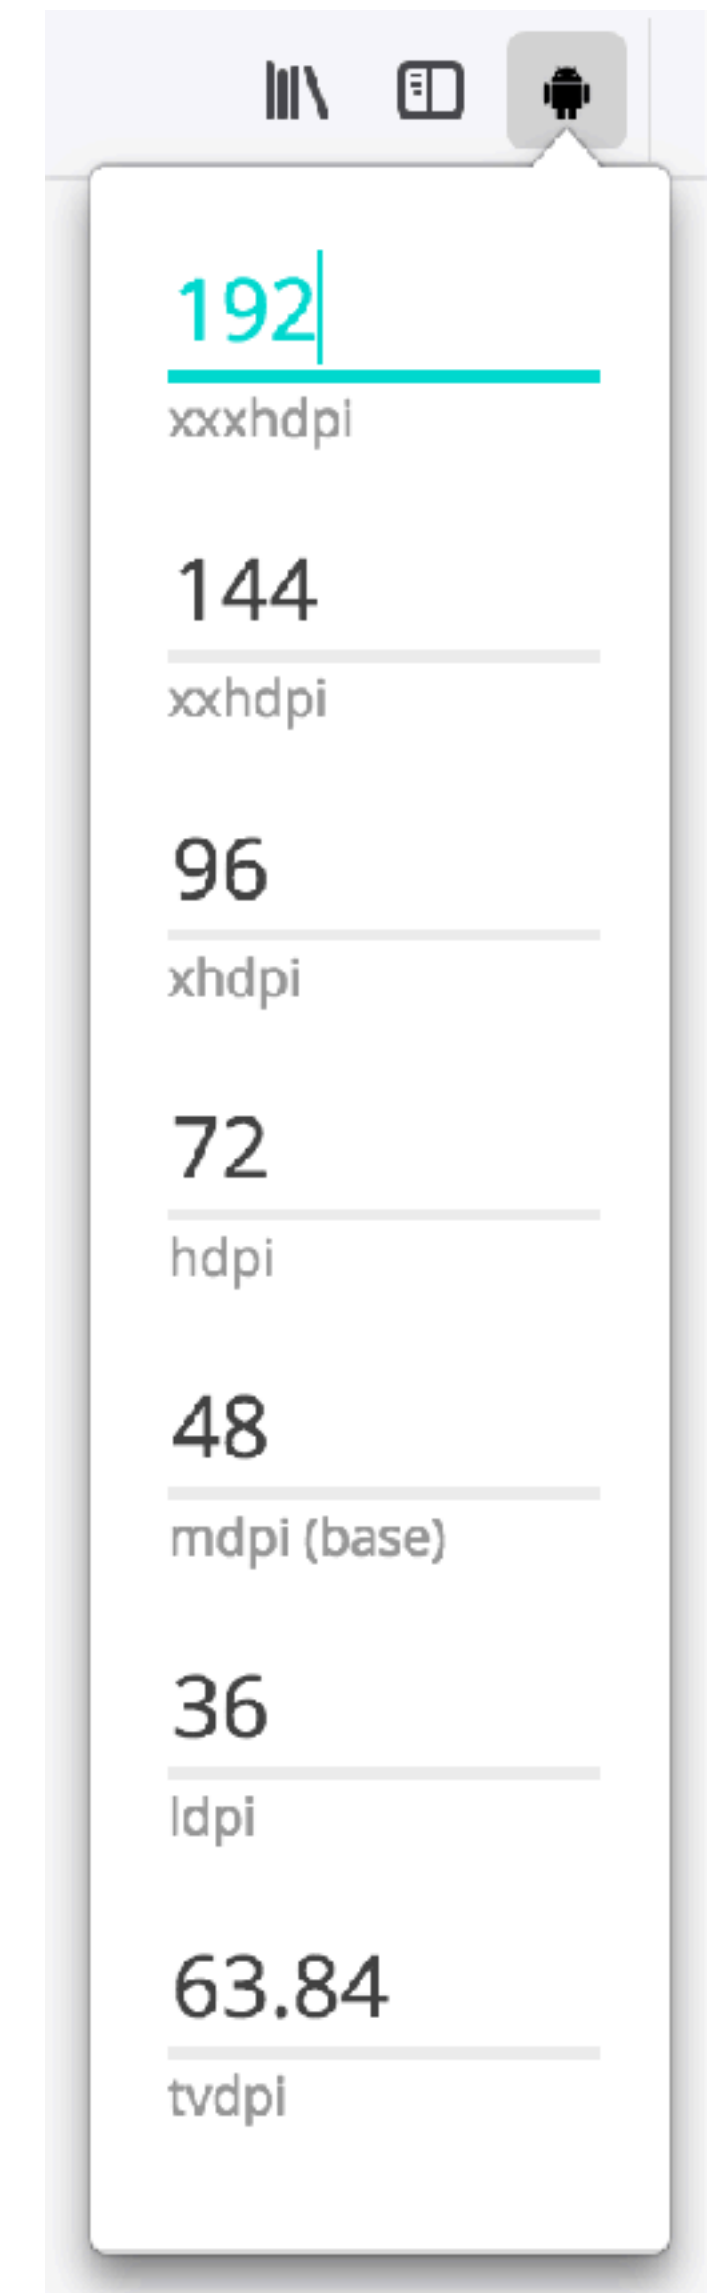 192
xxxhdpi
144
xxhdpi
96
xhdpi
72
hdpi
48
mdpi (base)
36
ldpi
63.84
tvdpi